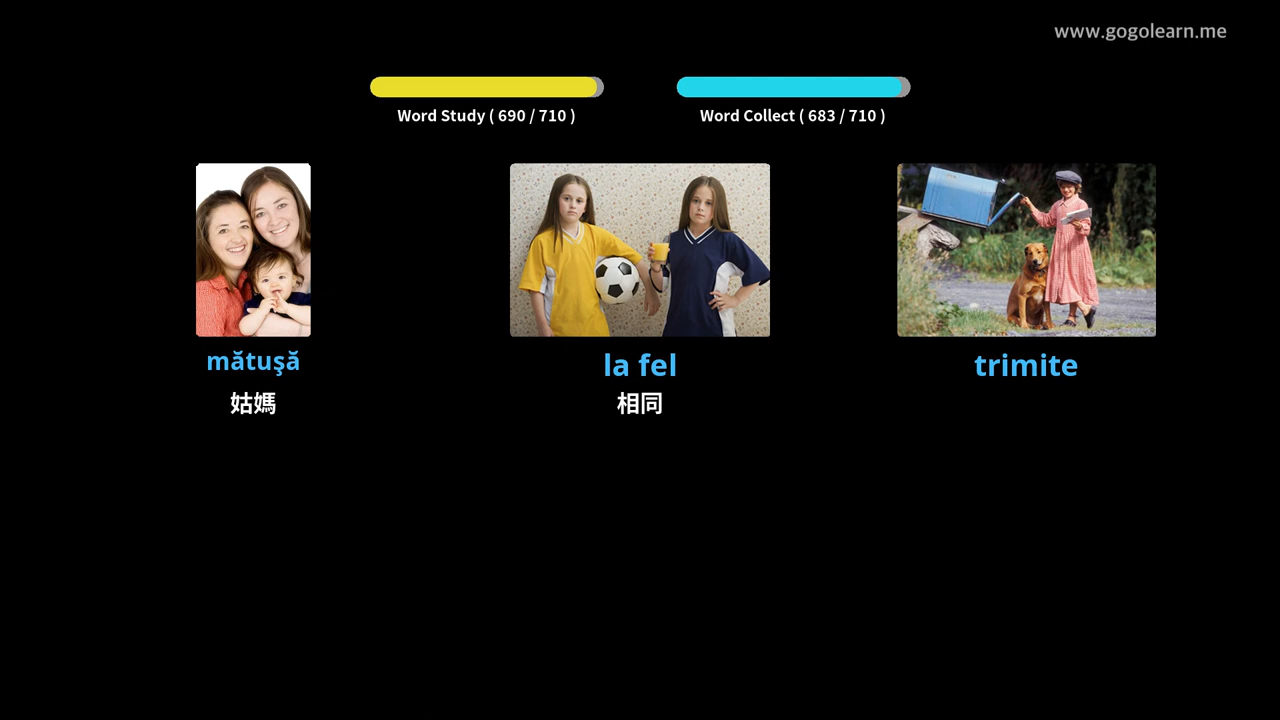 www.gogolearn.me
Word Study ( 690 / 710 )
Word Collect ( 683 / 710 )
mătuşă
la fel
trimite
姑媽
相同